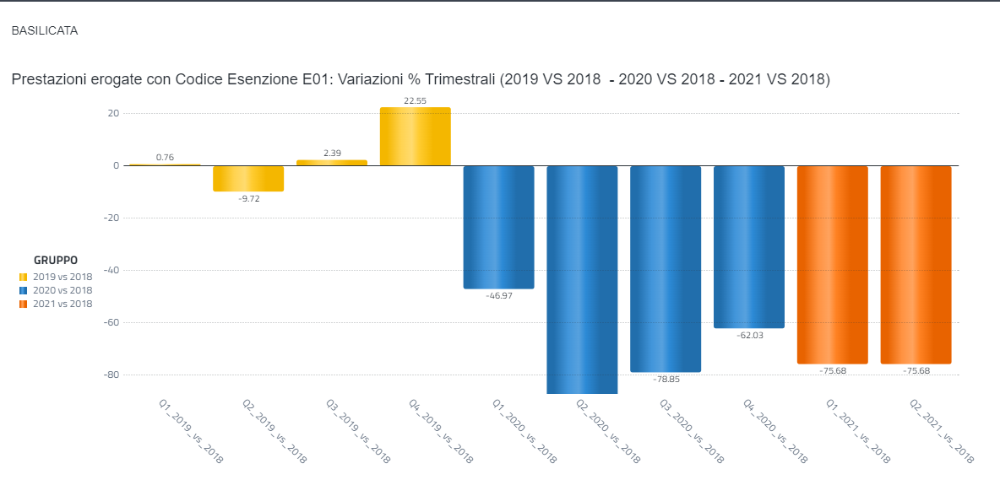 BASILICATA
Prestazioni erogate con Codice Esenzione E01: Variazioni % Trimestrali (2019 VS 2018 - 2020 VS 2018 - 2021 VS 2018)
22.55
20
2.39
0.76
0
-9.72
-20
GRUPPO
2019 vs 2018
2020 vs 2018
2021 vs 2018
-40
-46.97
-60
-62.03
-75.68
-75.68
-80
-78.85
Q1_2019_vs_2018
Q2_2019_vs_2018
Q3_2019_vs_2018
Q4_2019_vs_2018
Q1_2020_vs_2018
Q2_2020_vs_2018
Q3_2020_vs_2018
Q4_2020_vs_2018
Q1_2021_vs_2018
Q2_2021_vs_2018